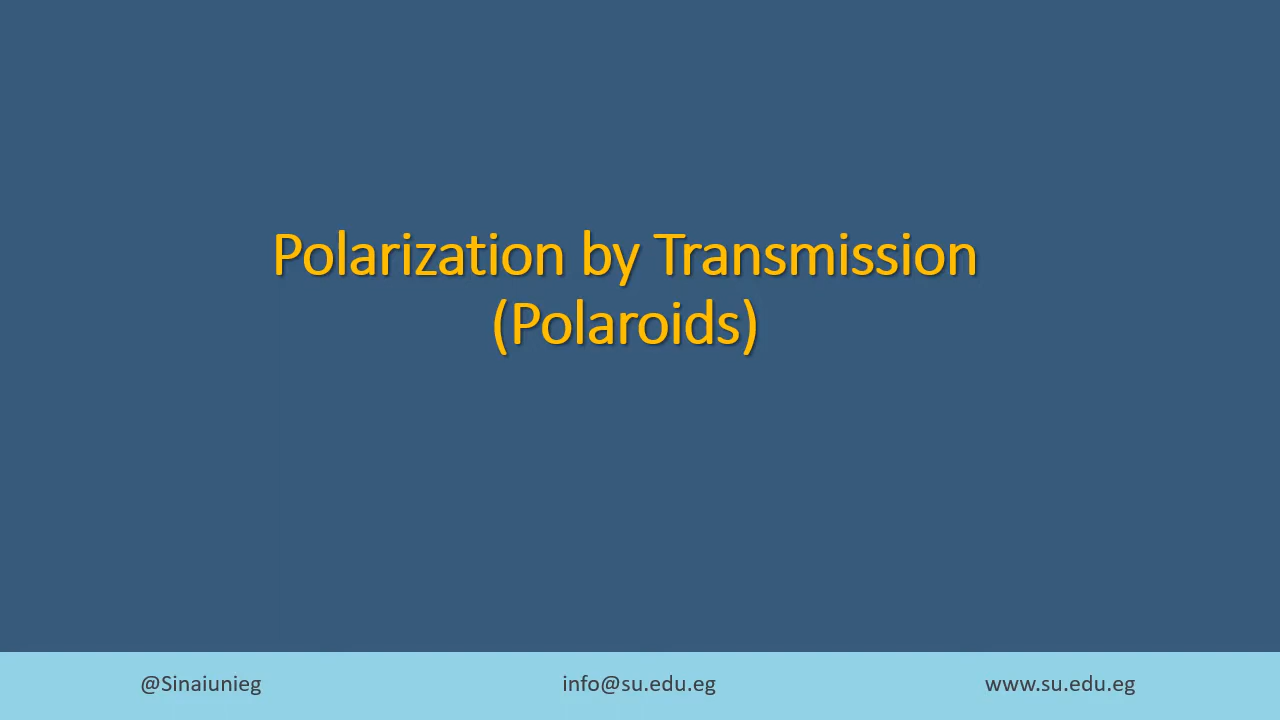 Polarization by Transmission
(Polaroids)
@Sinaiunieg
info@su.edu.eg
www.su.edu.eg